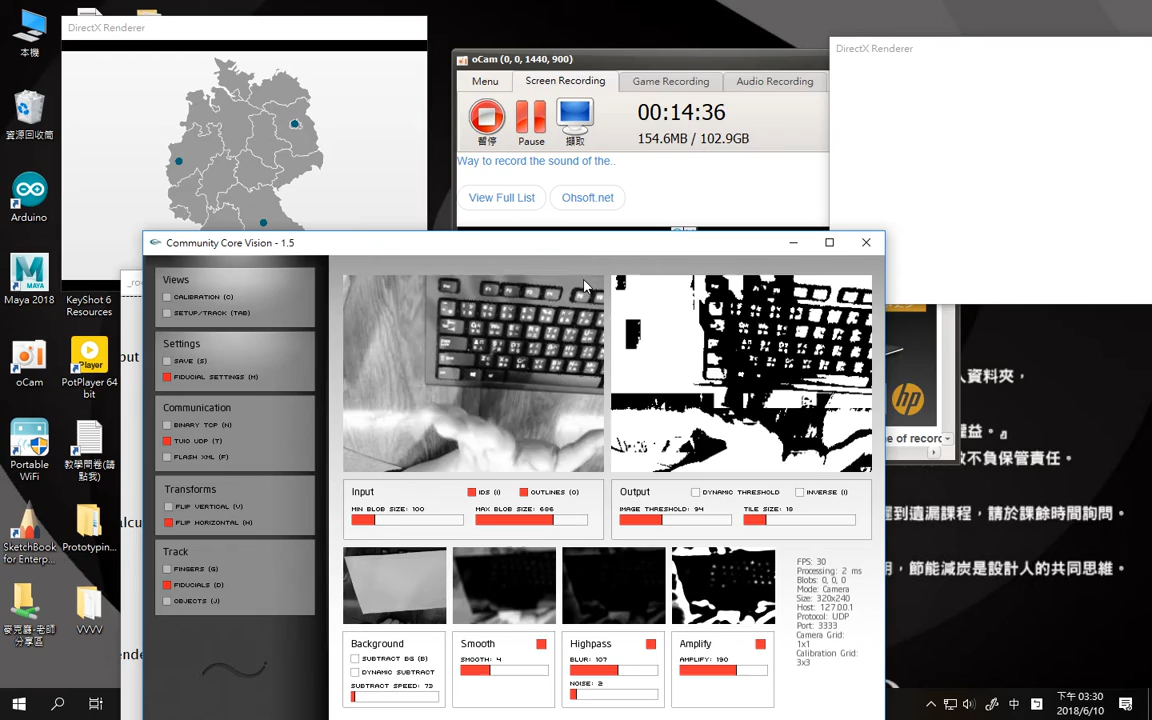 本機
資源回收筒
Arduino
Maya 2018
KeyShot 6
Resources
oCam
PotPlayer 64
bit
Portable
WiFi
教學問卷(請
點我)
SketchBook
for Enterp...
Prototypin...
分享區
VVVV
DirectX Renderer
oCam (0, 0, 1440, 900)
Menu
Screen Recording
Game Recording
Audio Recording
暫停
Pause
擷取
00:14:36
154.6MB / 102.9GB
Way to record the sound of the..
View Full List
Ohsoft.net
DirectX Renderer
Community Core Vision - 1.5
Views
CALIBRATION (C)
SETUP/TRACK (TAB)
Settings
SAVE (S)
FIDUCIAL SETTINGS (M)
Communication
BINARY TCP (N)
TUIO UDP (T)
FLASH XML (F)
Transforms
FLIP VERTICAL (V)
FLIP HORIZONTAL (H)
Track
FINGERS (G)
FIDUCIALS (D)
OBJECTS (J)
Input
IDS (I)
OUTLINES (O)
MIN BLOB SIZE: 100
MAX BLOB SIZE: 686
Output
DYNAMIC THRESHOLD
INVERSE (I)
IMAGE THRESHOLD: 94
TILE SIZE: 18
Background
SUBTRACT BG (B)
DYNAMIC SUBTRACT
SUBTRACT SPEED: 73
Smooth
SMOOTH: 4
Highpass
BLUR: 107
NOISE: 2
Amplify
AMPLIFY: 190
FPS: 30
Processing: 2 ms
Blobs: 0, 0, 0
Mode: Camera
Size: 320x240
Host: 127.0.0.1
Protocol: UDP
Port: 3333
Camera Grid:
1x1
Calibration Grid:
3x3
hp
資料夾，
益。』
不負保管責任。
到遺漏課程，請於課餘時間詢問。
，節能減炭是設計人的共同思維。
中
下午 03:30
2018/6/10